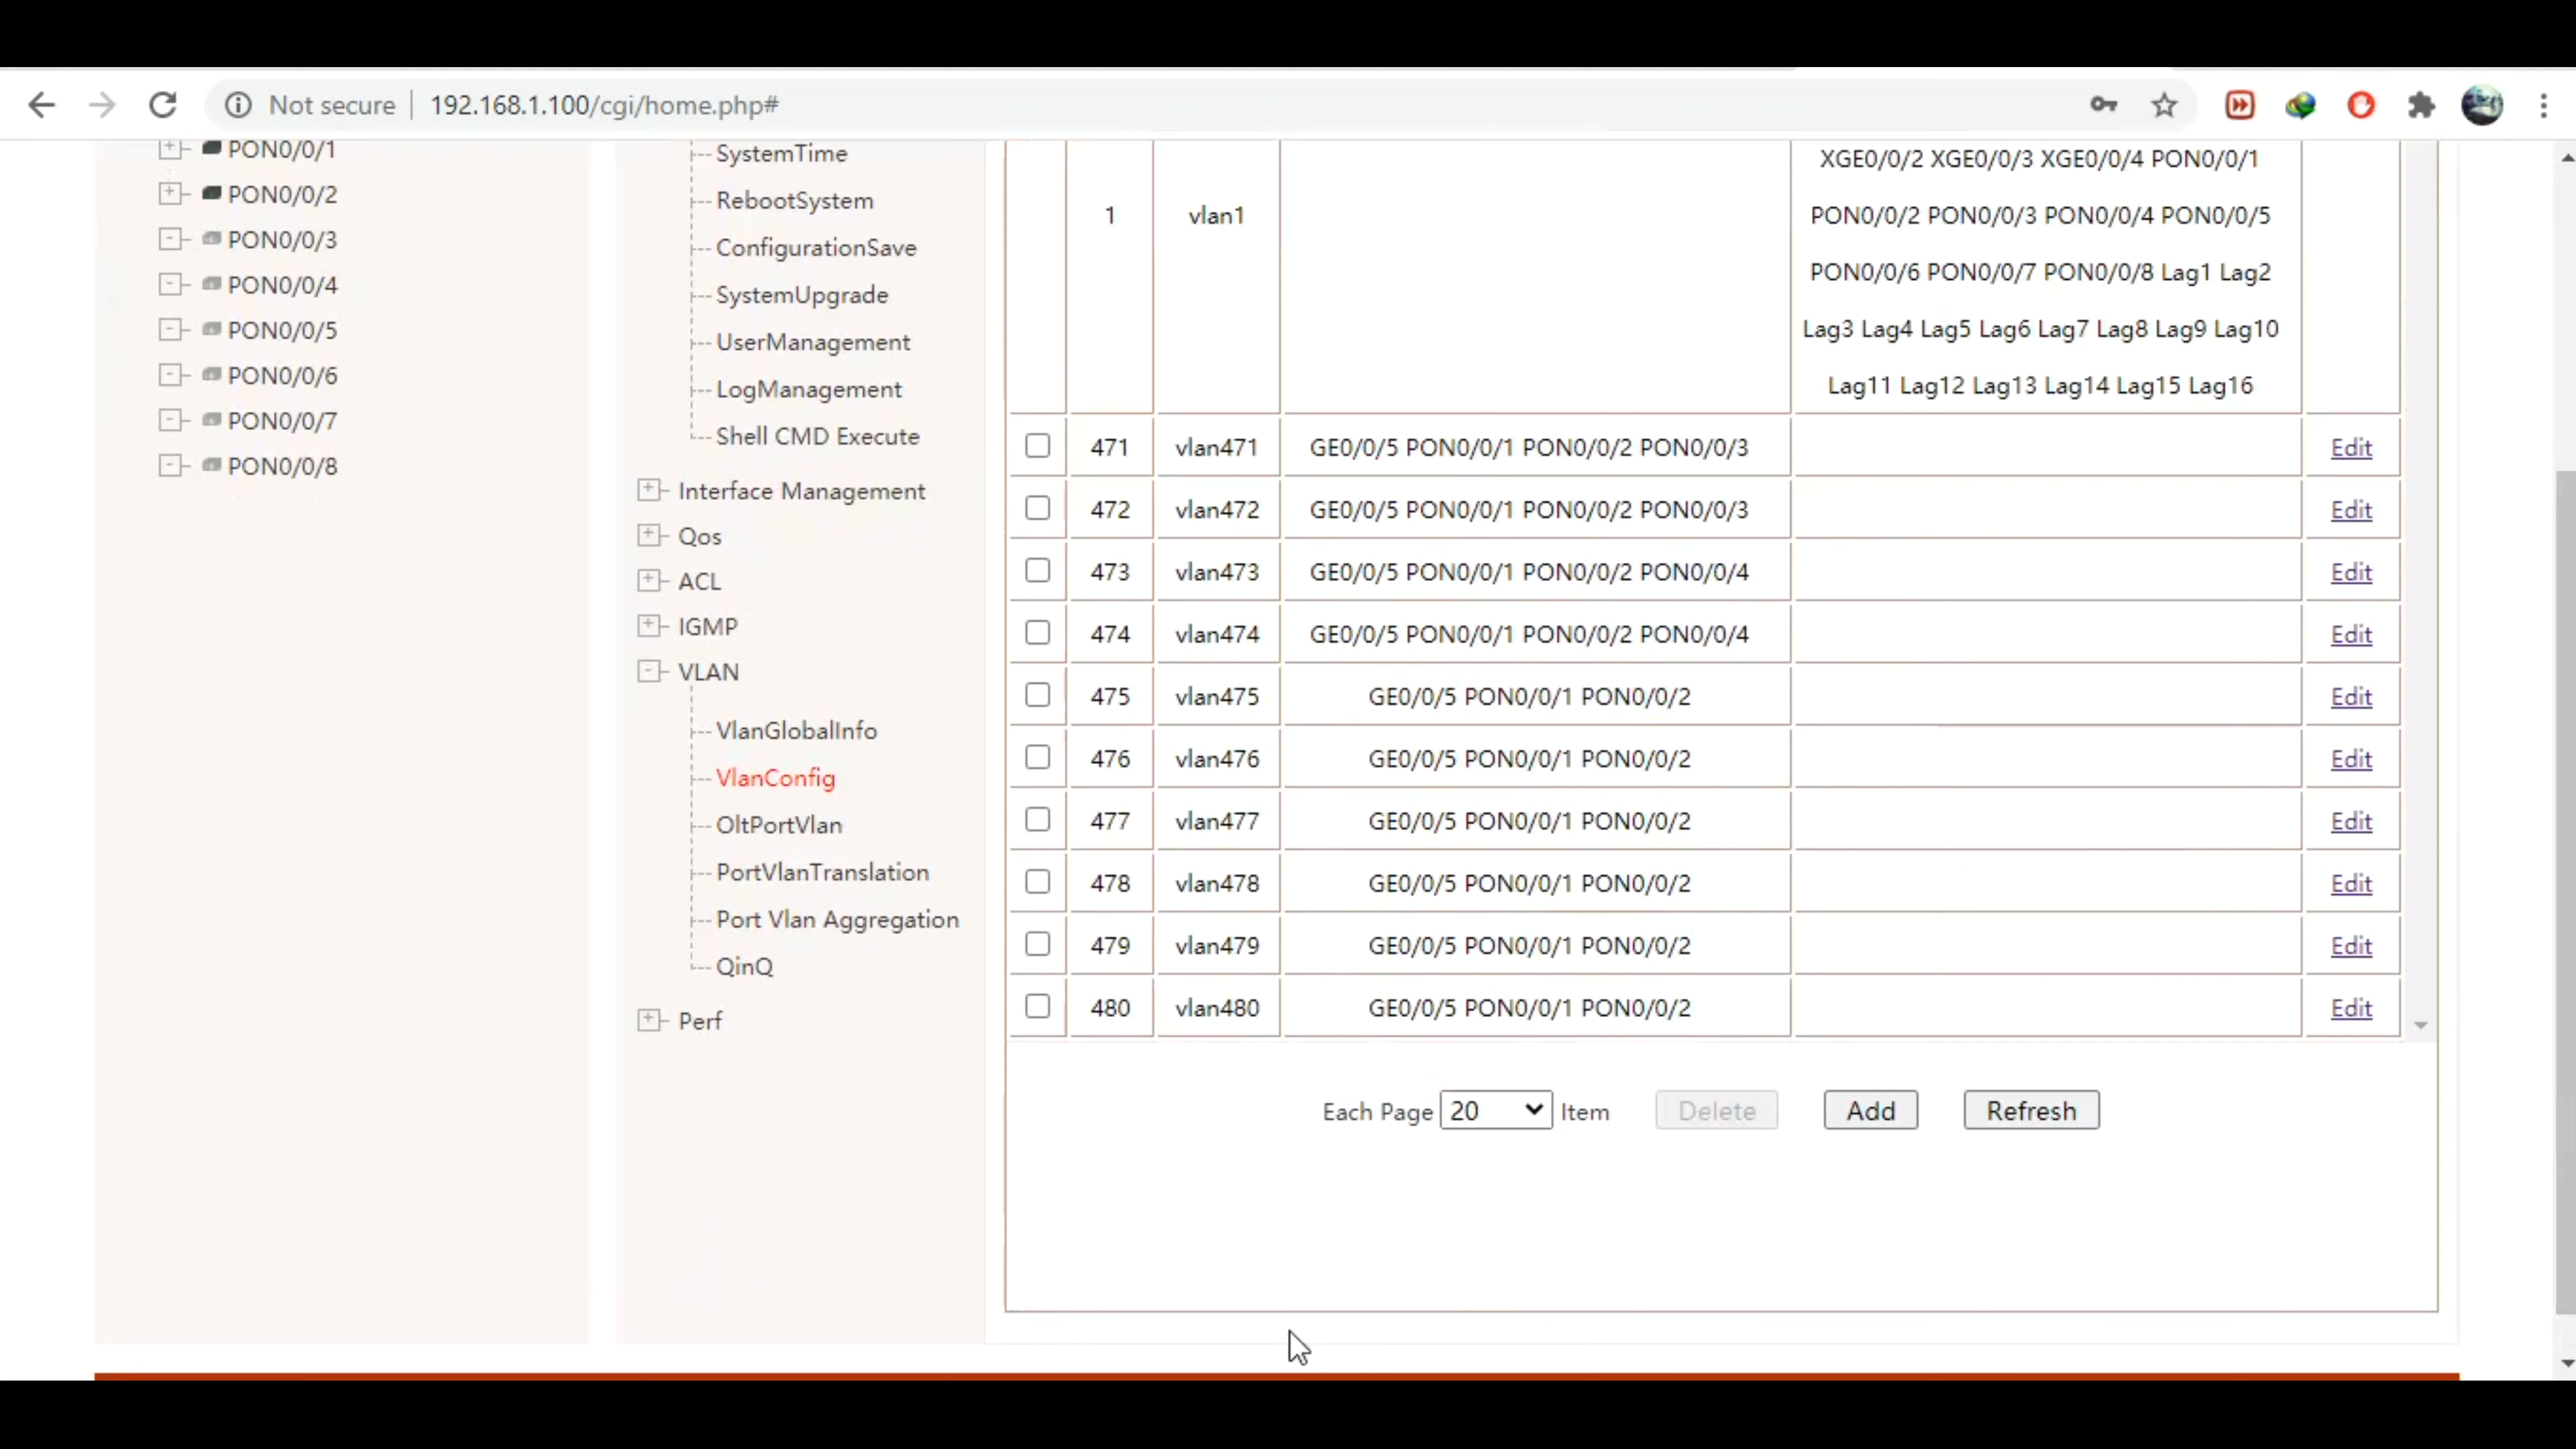 Not secure 192.168.1.100/cgi/home.php#
PON0/0/1
PON0/0/2
PON0/0/3
PON0/0/4
PON0/0/5
PON0/0/6
PON0/0/7
PON0/0/8
SystemTime
RebootSystem
ConfigurationSave
SystemUpgrade
UserManagement
LogManagement
Shell CMD Execute
Interface Management
Qos
ACL
IGMP
VLAN
VlanGlobalInfo
VlanConfig
OltPortVlan
PortVlanTranslation
Port Vlan Aggregation
QinQ
Perf
XGE0/0/2 XGE0/0/3 XGE0/0/4 PON0/0/1
1 vlan1 PON0/0/2 PON0/0/3 PON0/0/4 PON0/0/5
PON0/0/6 PON0/0/7 PON0/0/8 Lag1 Lag2
Lag3 Lag4 Lag5 Lag6 Lag7 Lag8 Lag9 Lag10
Lag11 Lag12 Lag13 Lag14 Lag15 Lag16
471 vlan471 GE0/0/5 PON0/0/1 PON0/0/2 PON0/0/3 Edit
472 vlan472 GE0/0/5 PON0/0/1 PON0/0/2 PON0/0/3 Edit
473 vlan473 GE0/0/5 PON0/0/1 PON0/0/2 PON0/0/4 Edit
474 vlan474 GE0/0/5 PON0/0/1 PON0/0/2 PON0/0/4 Edit
475 vlan475 GE0/0/5 PON0/0/1 PON0/0/2 Edit
476 vlan476 GE0/0/5 PON0/0/1 PON0/0/2 Edit
477 vlan477 GE0/0/5 PON0/0/1 PON0/0/2 Edit
478 vlan478 GE0/0/5 PON0/0/1 PON0/0/2 Edit
479 vlan479 GE0/0/5 PON0/0/1 PON0/0/2 Edit
480 vlan480 GE0/0/5 PON0/0/1 PON0/0/2 Edit
Each Page 20 Item Delete Add Refresh